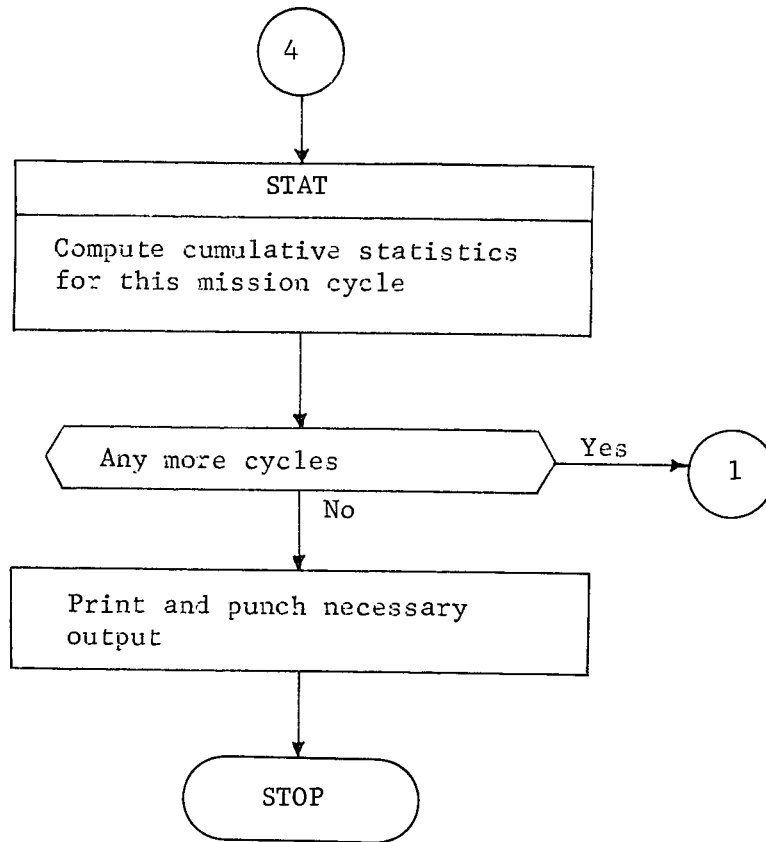 4
STAT
Compute cumulative statistics
for this mission cycle
Any more cycles
Yes
1
No
Print and punch necessary
output
STOP